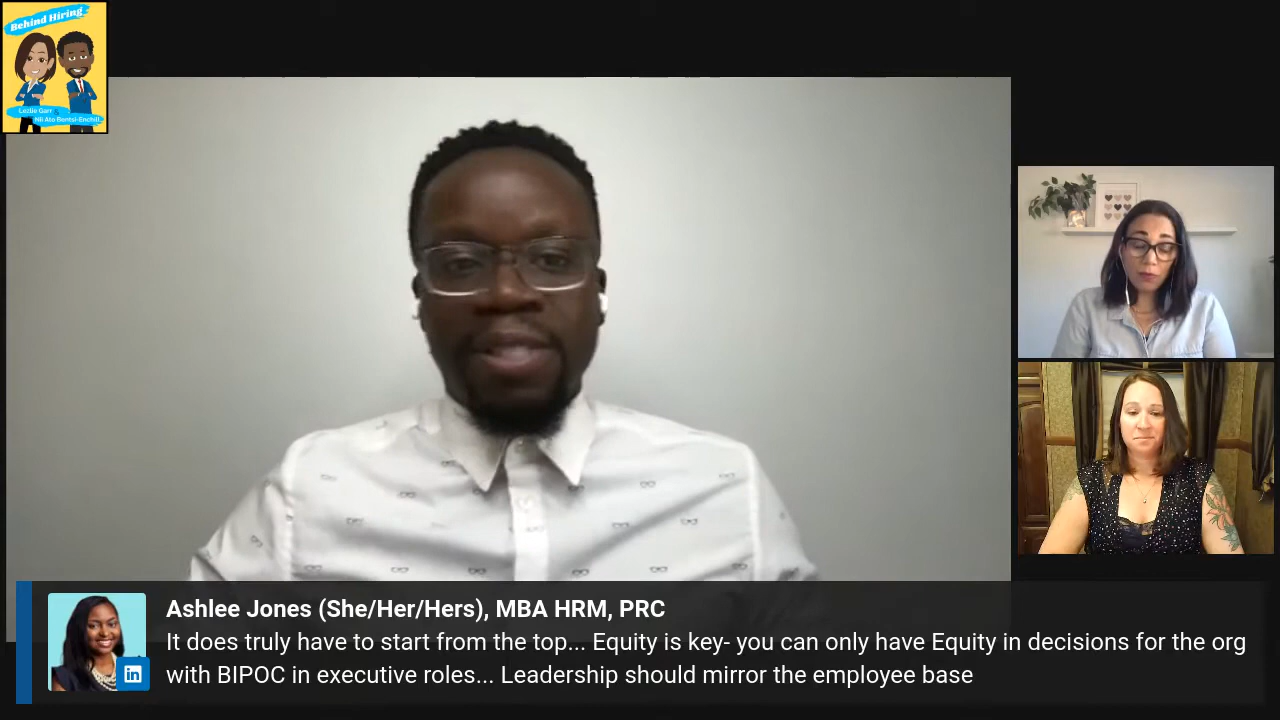 Behind Hiring
Leslie Garr
Nii Ato Bentsi-Enchill
Ashlee Jones (She/Her/Hers), MBA HRM, PRC
It does truly have to start from the top... Equity is key- you can only have Equity in decisions for the org
with BIPOC in executive roles... Leadership should mirror the employee base
in